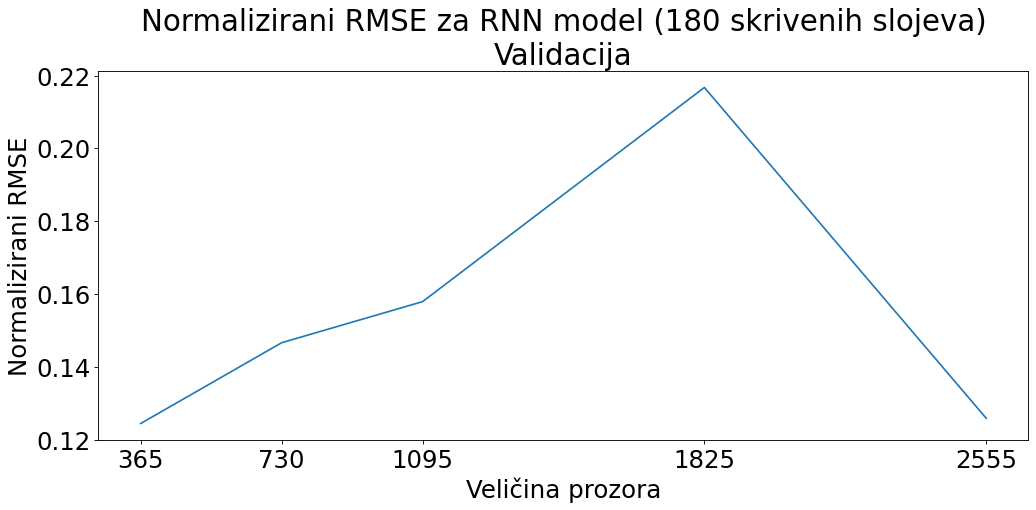 Normalizirani RMSE za RNN model (180 skrivenih slojeva)
Validacija
Normalizirani RMSE
0.22
0.20
0.18
0.16
0.14
0.12
365 730 1095 1825 2555
Veličina prozora